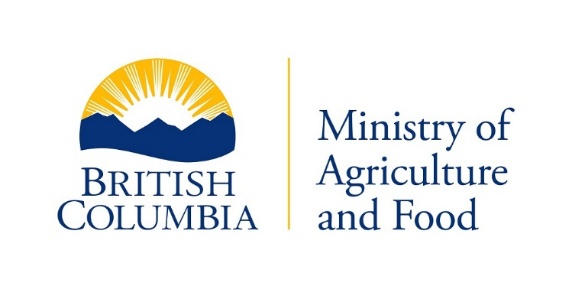 BRITISH
COLUMBIA
Ministry of
Agriculture
and Food